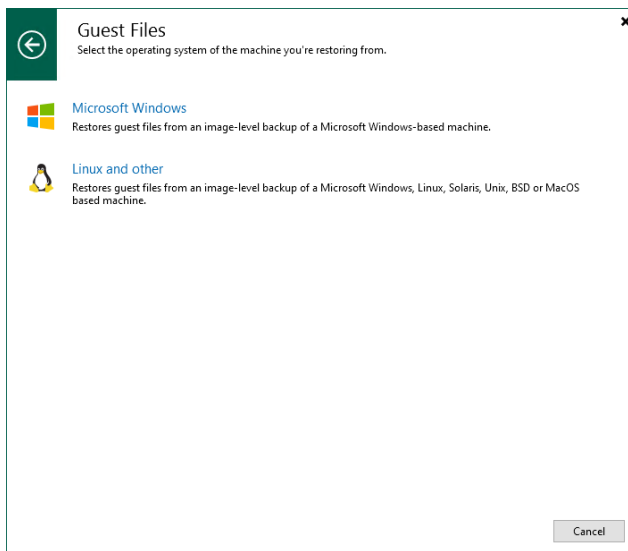 Guest Files
Select the operating system of the machine you're restoring from.
Microsoft Windows
Restores guest files from an image-level backup of a Microsoft Windows-based machine.
Linux and other
Restores guest files from an image-level backup of a Microsoft Windows, Linux, Solaris, Unix, BSD or MacOS
based machine.
Cancel